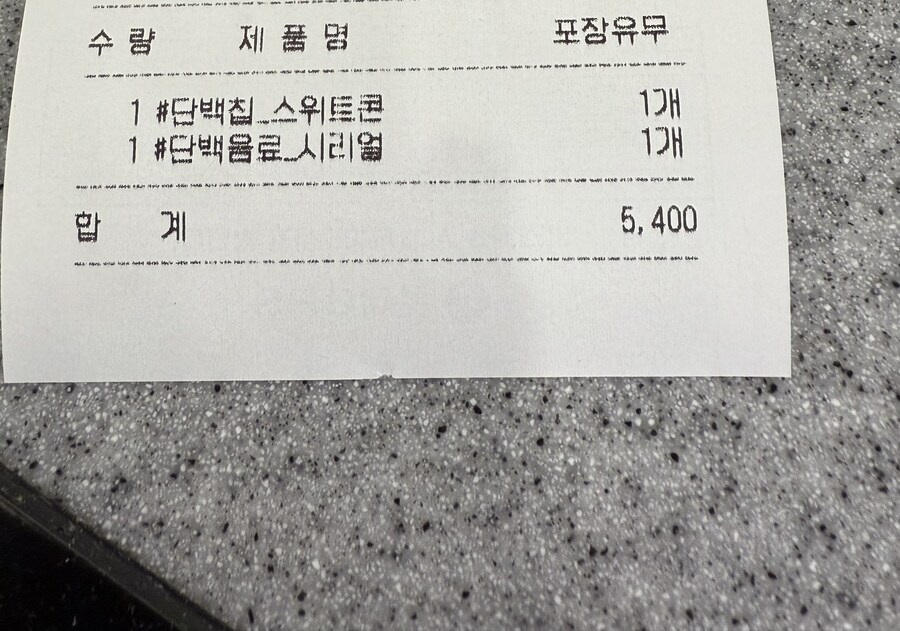 수 량 제 품 명 포장유무
1 #단백칩_스위트콘 1개
1 #단백음료_시리얼 1개
합 계 5,400